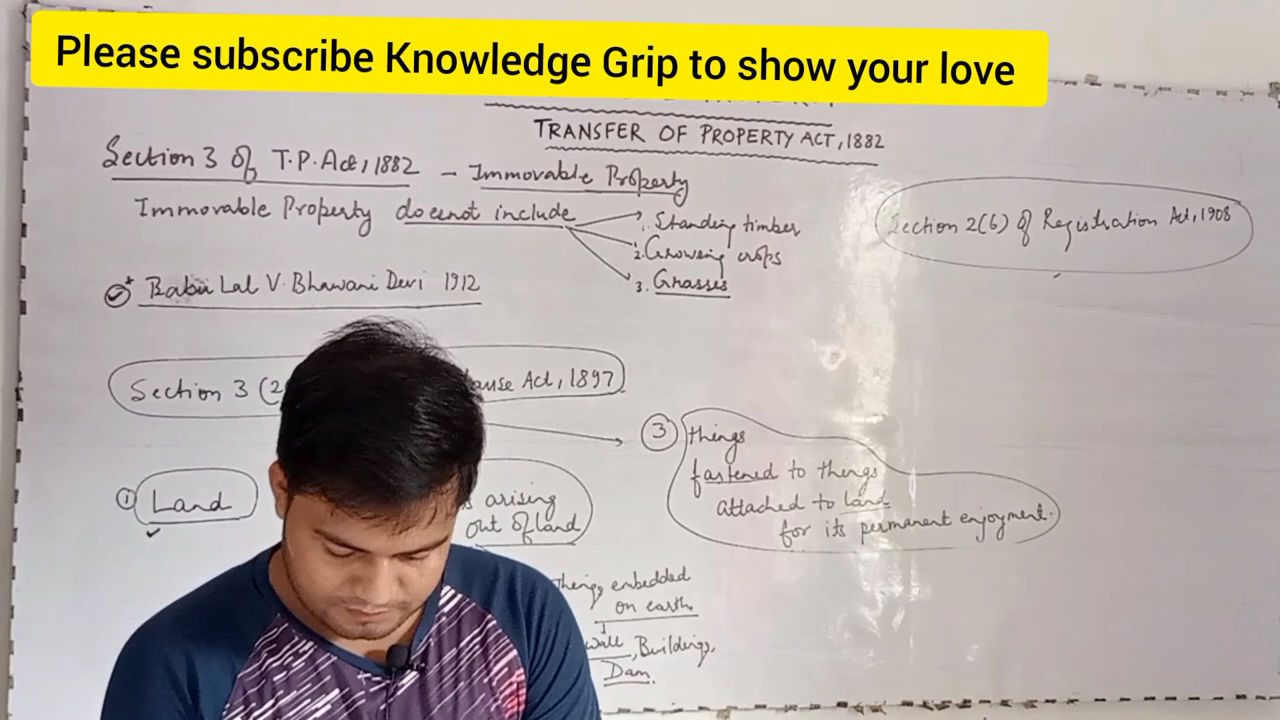 Please subscribe Knowledge Grip to show your love
TRANSFER OF PROPERTY ACT, 1882
Section 3 of T.P. Act, 1882 - Immovable Property
Immovable Property doesnot include
1. Standing timber
2. Growing crops
3. Grasses
Section 2(6) of Registration Act, 1908
Babu Lal V. Bhawani Devi 1912
Section 3 (2 Act, 1897
① Land
arising
out of land
③ things
fastened to things
attached to land
for its permanent enjoyment.
things embedded
on earth
wall, Buildings,
Dam.